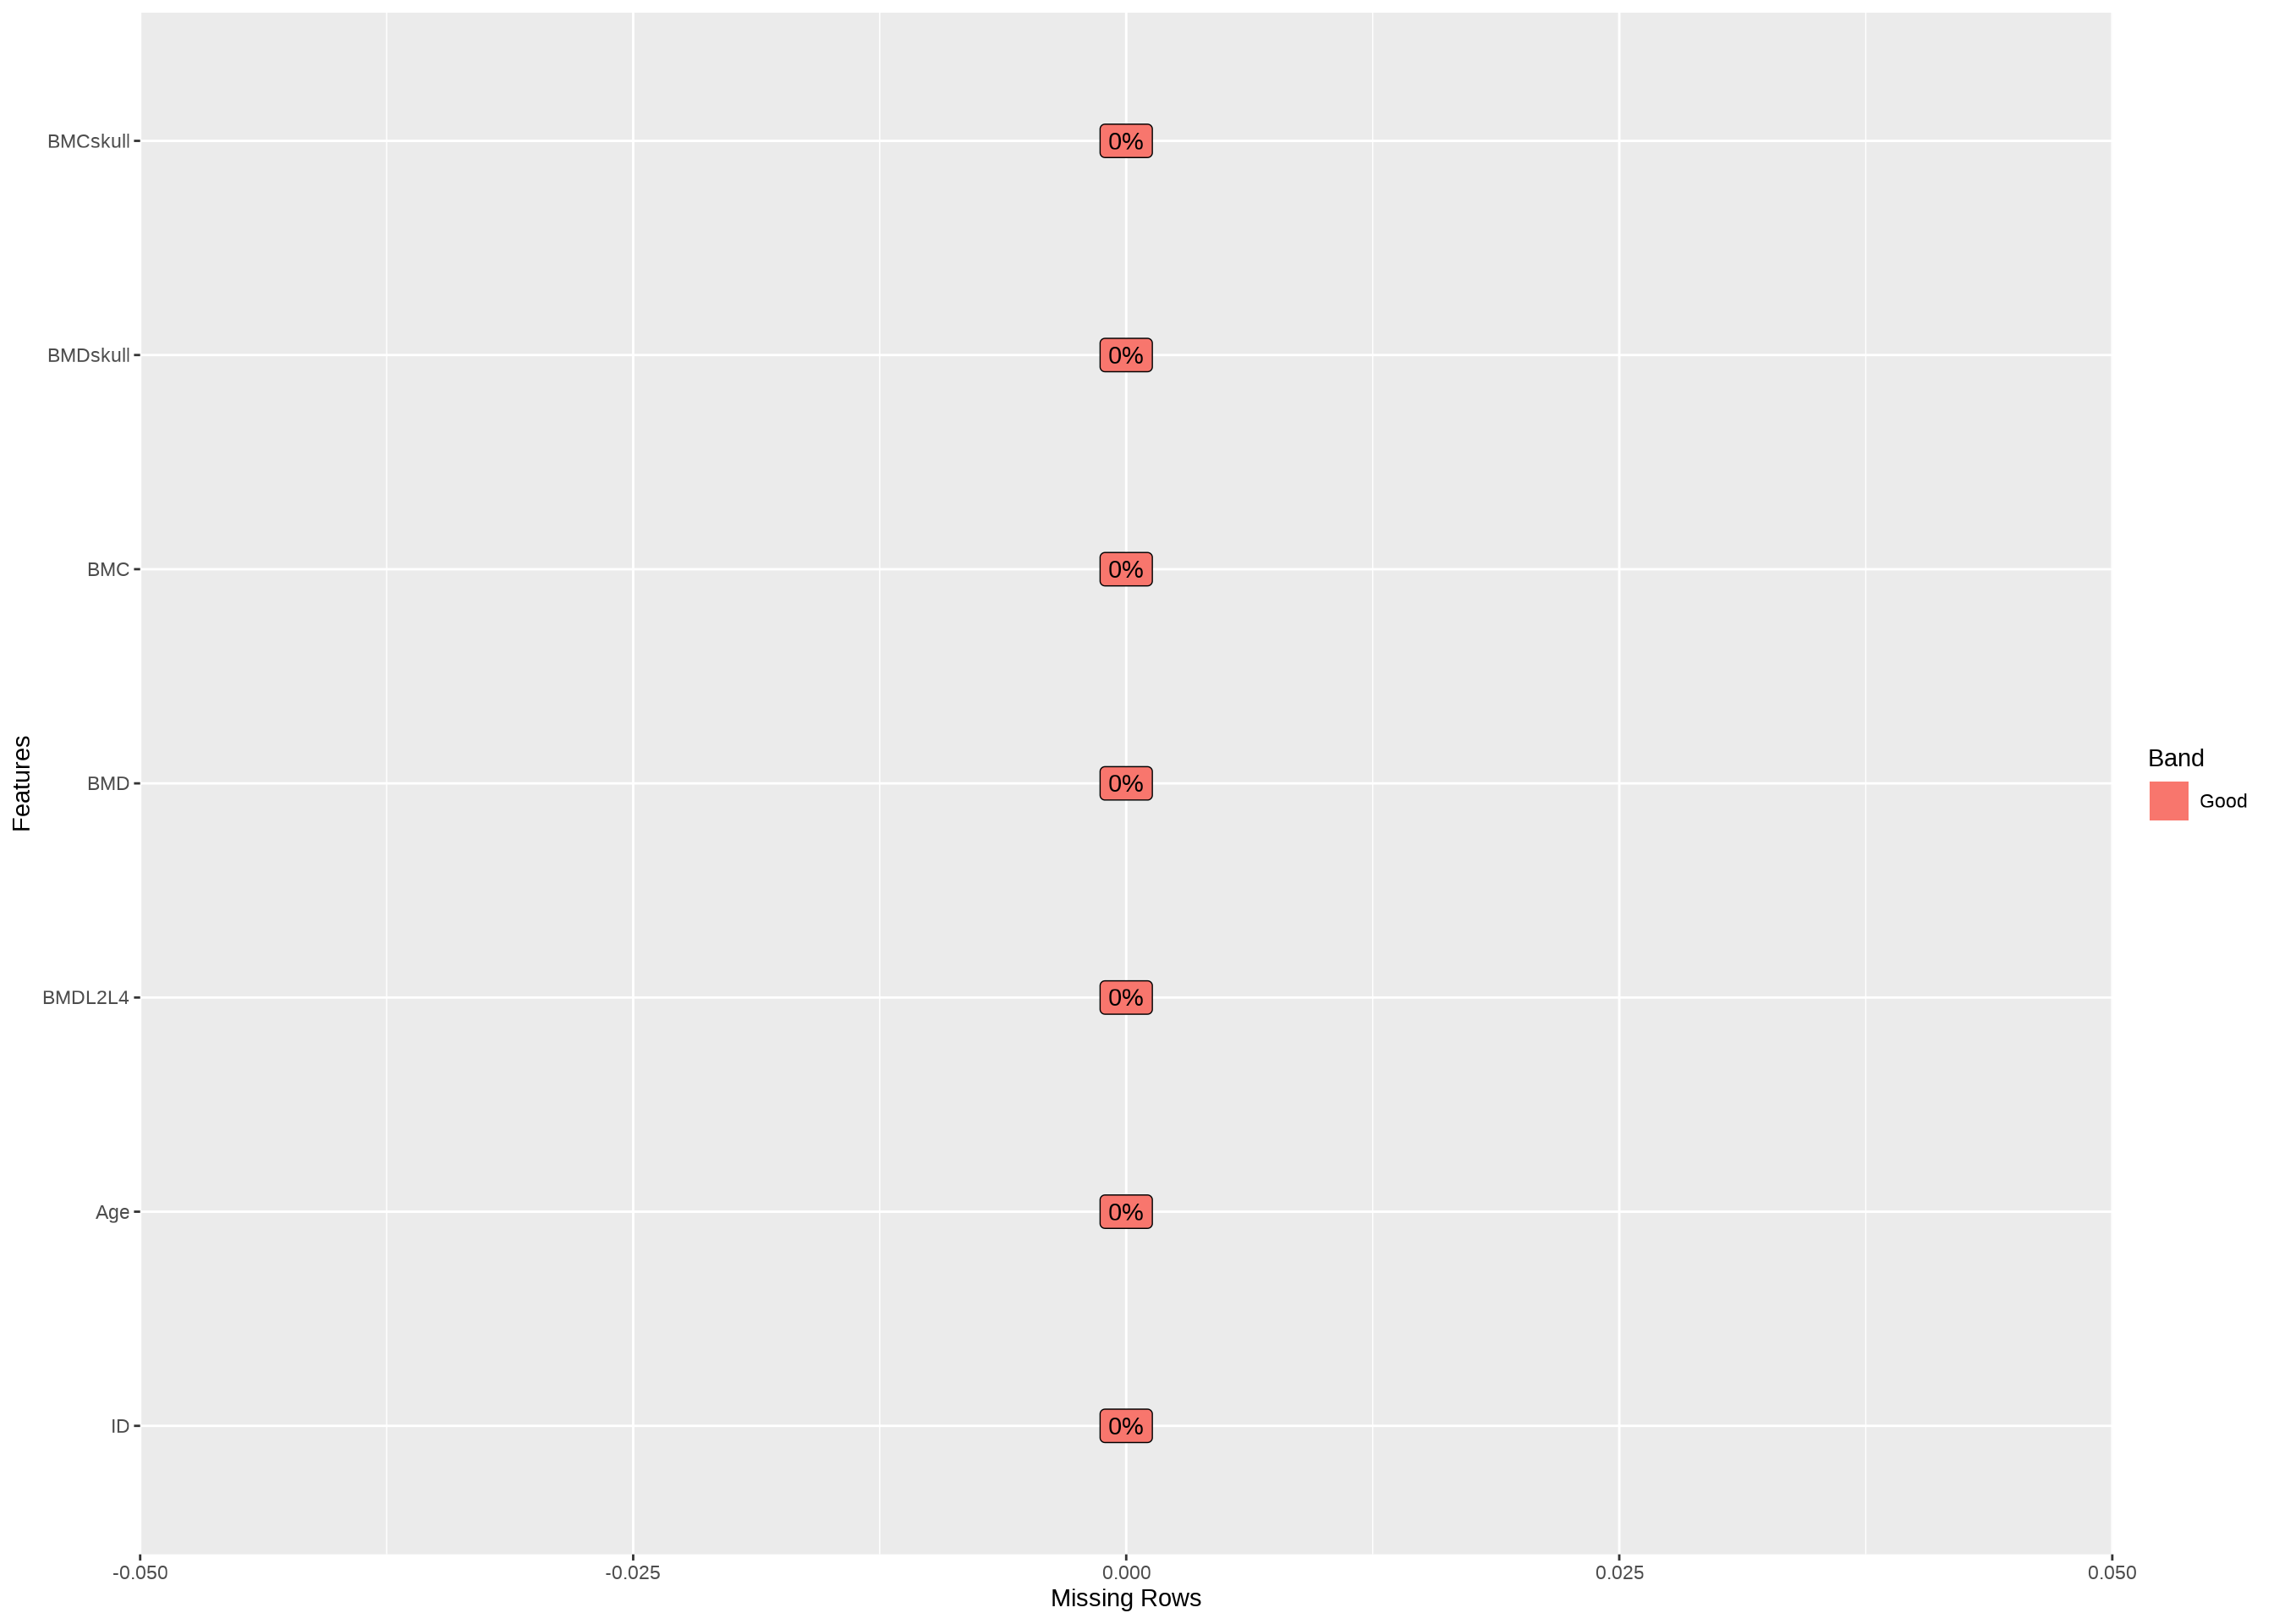 BMCskull
0%
BMDskull
0%
BMC
0%
BMD
0%
BMDL2L4
0%
Age
0%
ID
0%
Features
-0.050
-0.025
0.000
0.025
0.050
Missing Rows
Band
Good